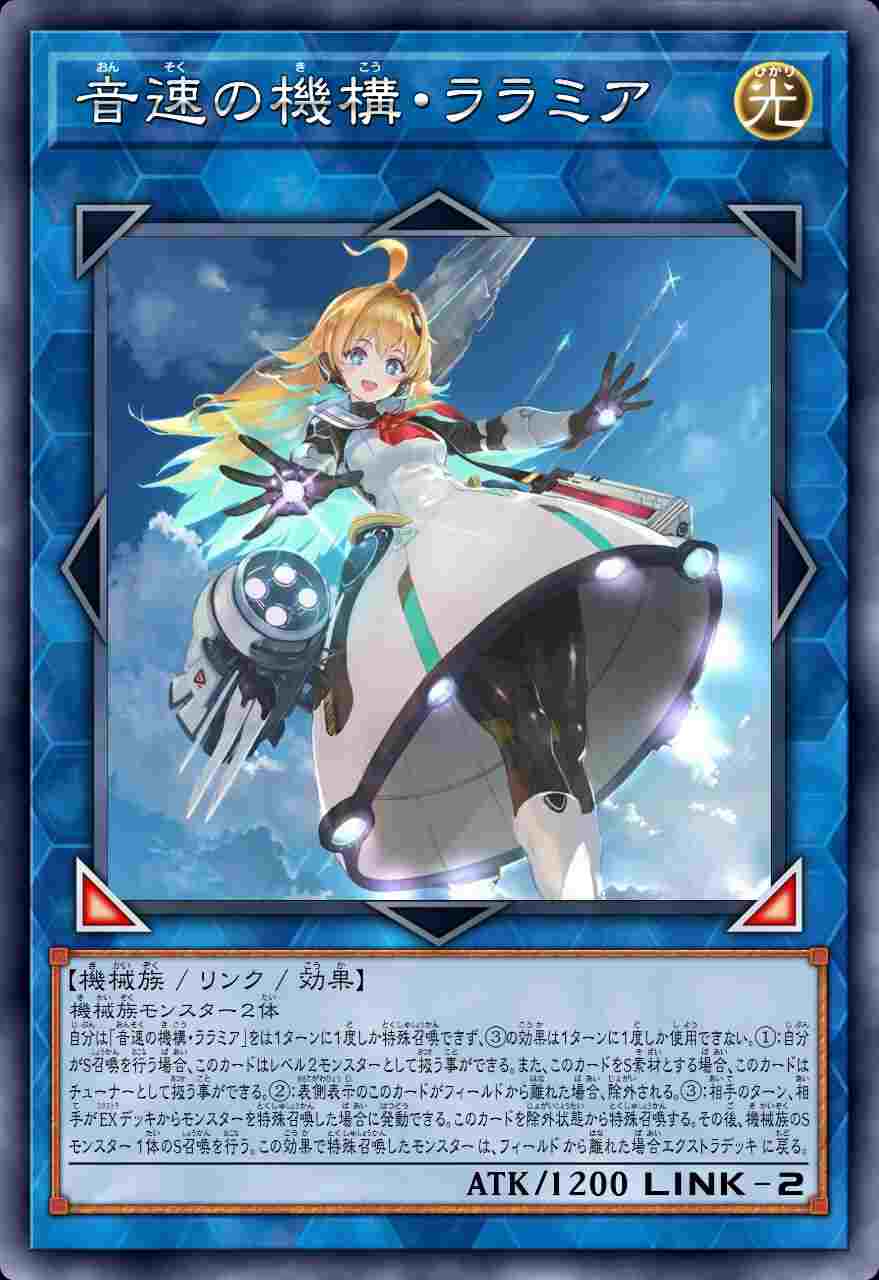 音速の機構・ララミア
光
【機械族 / リンク / 効果】
機械族モンスター2体
自分は「音速の機構・ララミア」をは1ターンに1度しか特殊召喚できず、③の効果は1ターンに1度しか使用できない。①：自分
がS召喚を行う場合、このカードはレベル2モンスターとして扱う事ができる。また、このカードをS素材とする場合、このカードは
チューナーとして扱う事ができる。②：表側表示のこのカードがフィールドから離れた場合、除外される。③：相手のターン、相
手がEXデッキからモンスターを特殊召喚した場合に発動できる。このカードを除外状態から特殊召喚する。その後、機械族のS
モンスター1体のS召喚を行う。この効果で特殊召喚したモンスターは、フィールドから離れた場合エクストラデッキに戻る。
ATK/1200 LINK-2